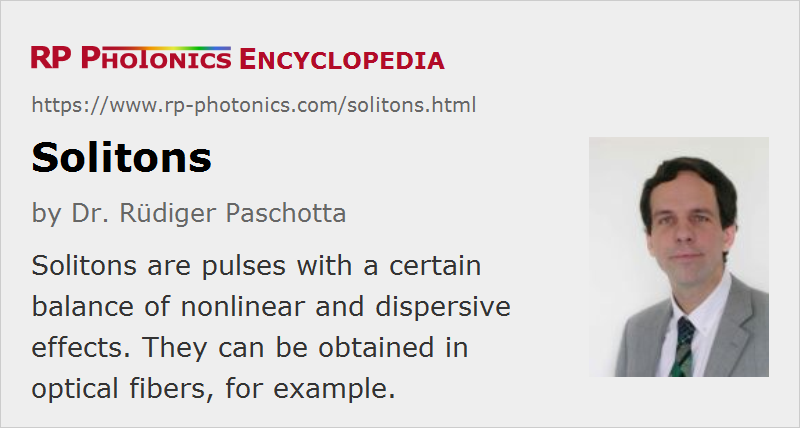 RP PHOTONICS ENCYCLOPEDIA
https://www.rp-photonics.com/solitons.html
Solitons
by Dr. Rüdiger Paschotta
Solitons are pulses with a certain
balance of nonlinear and dispersive
effects. They can be obtained in
optical fibers, for example.